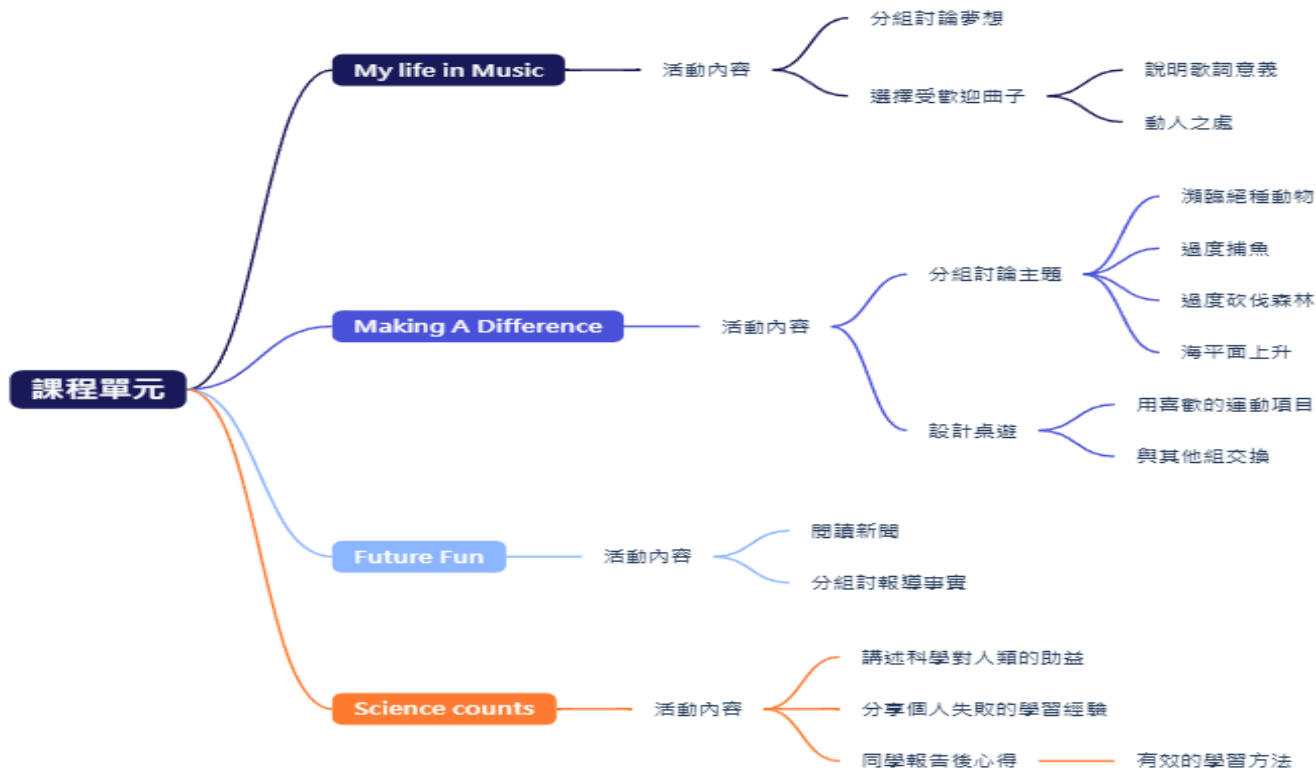 課程單元
My life in Music
活動內容
分組討論夢想
選擇受歡迎曲子
說明歌詞意義
動人之處
Making A Difference
活動內容
分組討論主題
瀕臨絕種動物
過度捕魚
過度砍伐森林
海平面上升
設計桌遊
用喜歡的運動項目
與其他組交換
Future Fun
活動內容
閱讀新聞
分組討報導事實
Science counts
活動內容
講述科學對人類的助益
分享個人失敗的學習經驗
同學報告後心得
有效的學習方法